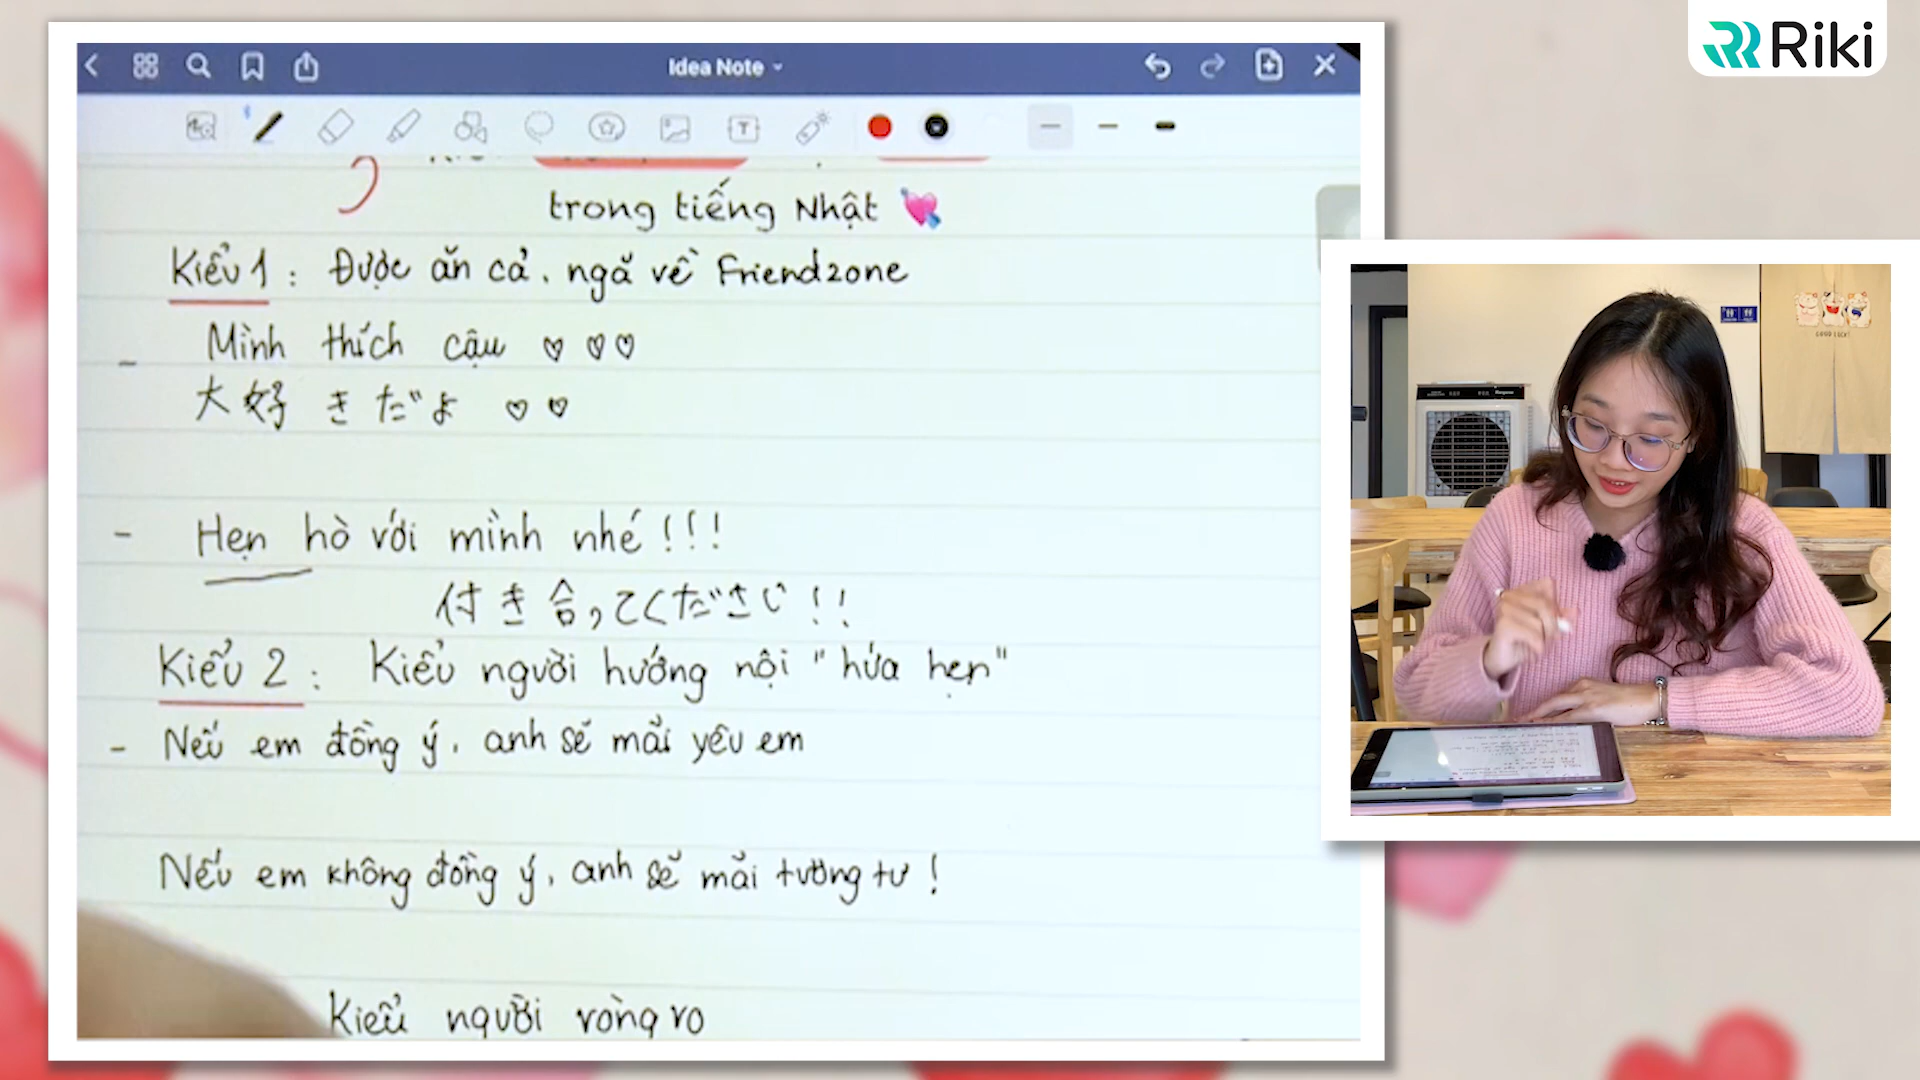 Riki
Idea Note
T
trong tiếng Nhật 💘
Kiểu 1 : Được ăn cả, ngã về Friendzone
- Mình thích cậu ♡ ♡ ♡
大好きだよ ♡ ♡
- Hẹn hò với mình nhé !!!
付き合ってください!!
Kiểu 2 : Kiểu người hướng nội "hứa hẹn"
- Nếu em đồng ý, anh sẽ mãi yêu em
Nếu em không đồng ý, anh sẽ mãi tương tư !
Kiểu người vòng vo
GOOD LUCK!